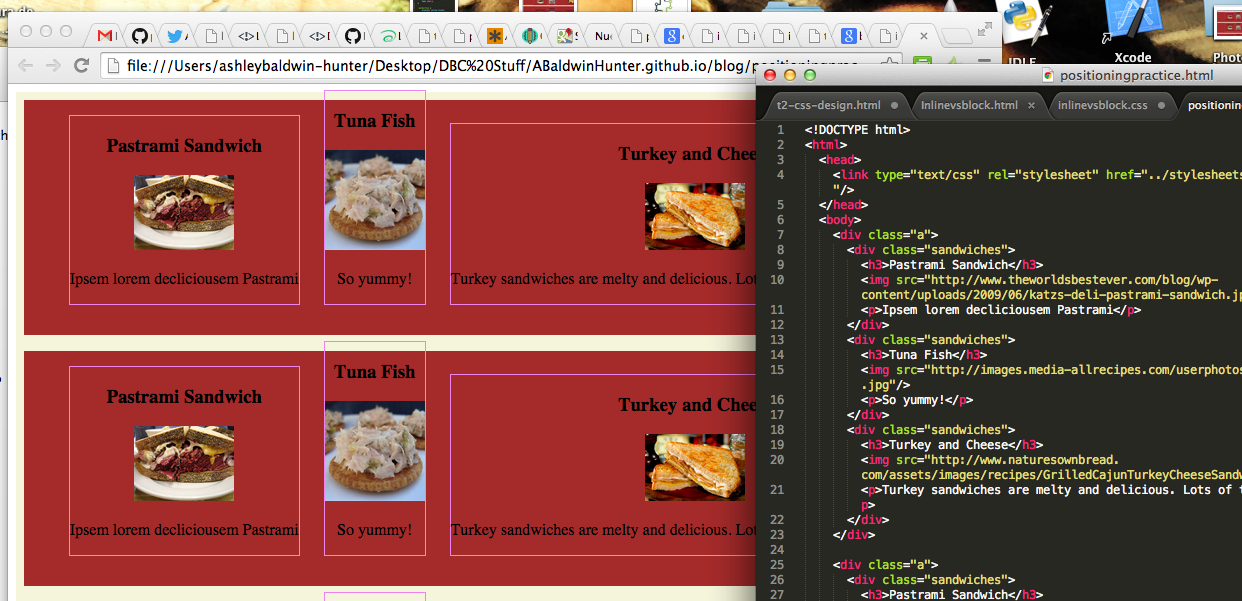 file:///Users/ashleybaldwin-hunter/Desktop/DBC%20Stuff/ABaldwinHunter.github.io/blog/positioningprac
IDLE
Xcode
Photo
positioningpractice.html
t2-css-design.html
Inlinevsblock.html
inlinevsblock.css
positioning
Pastrami Sandwich
Tuna Fish
Turkey and Chee
Ipsem lorem decliciousem Pastrami
So yummy!
Turkey sandwiches are melty and delicious. Lot
Pastrami Sandwich
Tuna Fish
Turkey and Chee
Ipsem lorem decliciousem Pastrami
So yummy!
Turkey sandwiches are melty and delicious. Lot
1 <!DOCTYPE html>
2 <html>
3 <head>
4 <link type="text/css" rel="stylesheet" href="../stylesheets
"/>
5 </head>
6 <body>
7 <div class="a">
8 <div class="sandwiches">
9 <h3>Pastrami Sandwich</h3>
10 <img src="http://www.theworldsbestever.com/blog/wp-
content/uploads/2009/06/katzs-deli-pastrami-sandwich.jp
11 <p>Ipsem lorem decliciousem Pastrami</p>
12 </div>
13 <div class="sandwiches">
14 <h3>Tuna Fish</h3>
15 <img src="http://images.media-allrecipes.com/userphotos
.jpg"/>
16 <p>So yummy!</p>
17 </div>
18 <div class="sandwiches">
19 <h3>Turkey and Cheese</h3>
20 <img src="http://www.naturesownbread.
com/assets/images/recipes/GrilledCajunTurkeyCheeseSandw
21 <p>Turkey sandwiches are melty and delicious. Lots of t
p>
22 </div>
23 </div>
24
25 <div class="a">
26 <div class="sandwiches">
27 <h3>Pastrami Sandwich</h3>